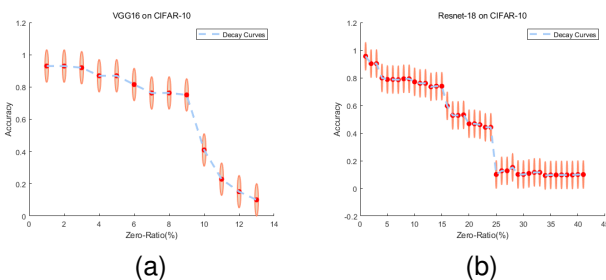 VGG16 on CIFAR-10
1.2
1
0.8
0.6
0.4
0.2
0
Accuracy
0 2 4 6 8 10 12 14
Zero-Ratio(%)
Decay Curves
(a)
Resnet-18 on CIFAR-10
1.2
1
0.8
0.6
0.4
0.2
0
-0.2
Accuracy
0 5 10 15 20 25 30 35 40 45
Zero-Ratio(%)
Decay Curves
(b)